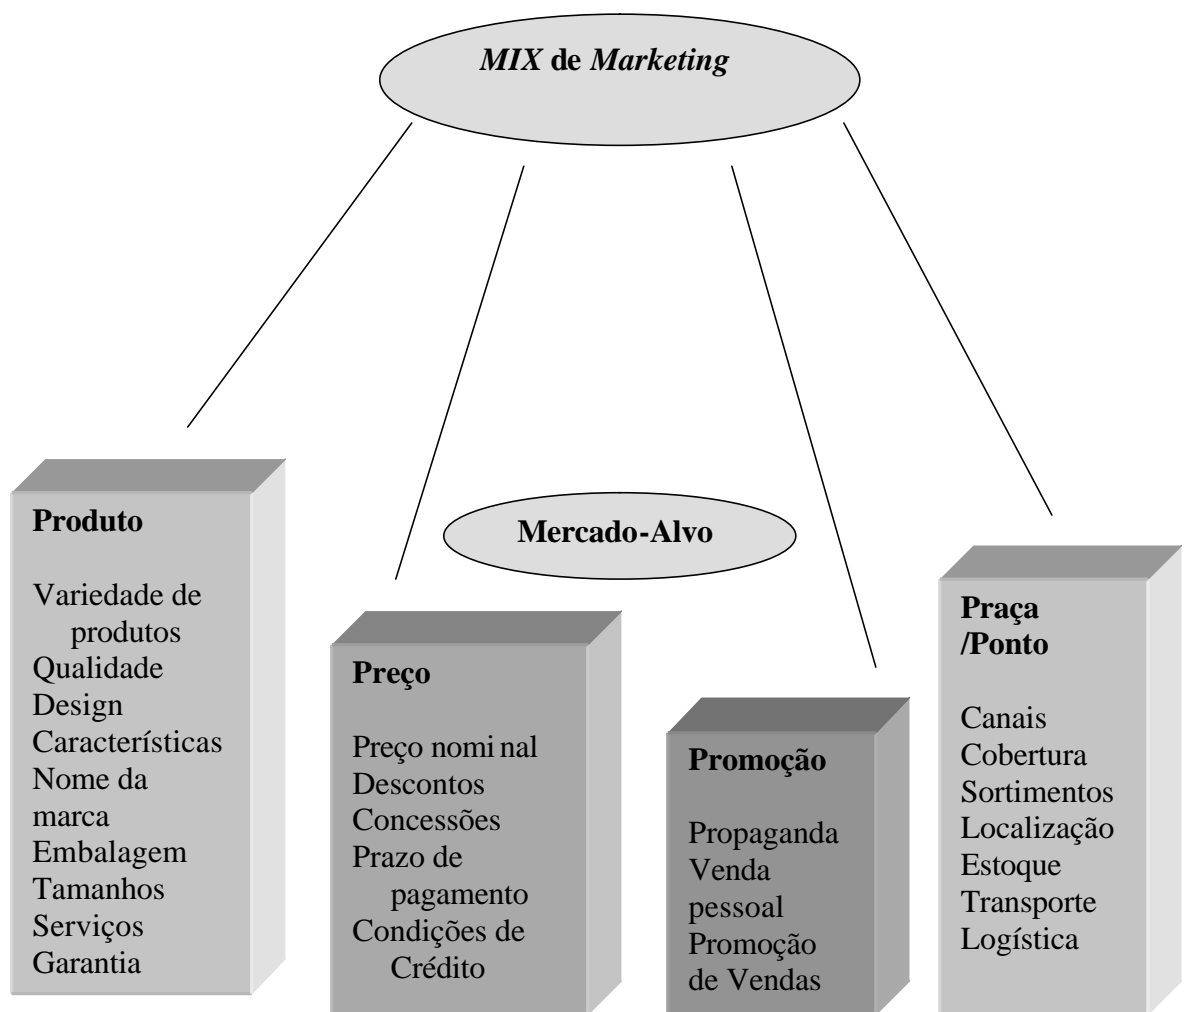 MIX de Marketing
Mercado-Alvo
Produto
Variedade de
produtos
Qualidade
Design
Características
Nome da
marca
Embalagem
Tamanhos
Serviços
Garantia
Preço
Preço nominal
Descontos
Concessões
Prazo de
pagamento
Condições de
Crédito
Promoção
Propaganda
Venda
pessoal
Promoção
de Vendas
Praça
/Ponto
Canais
Cobertura
Sortimentos
Localização
Estoque
Transporte
Logística